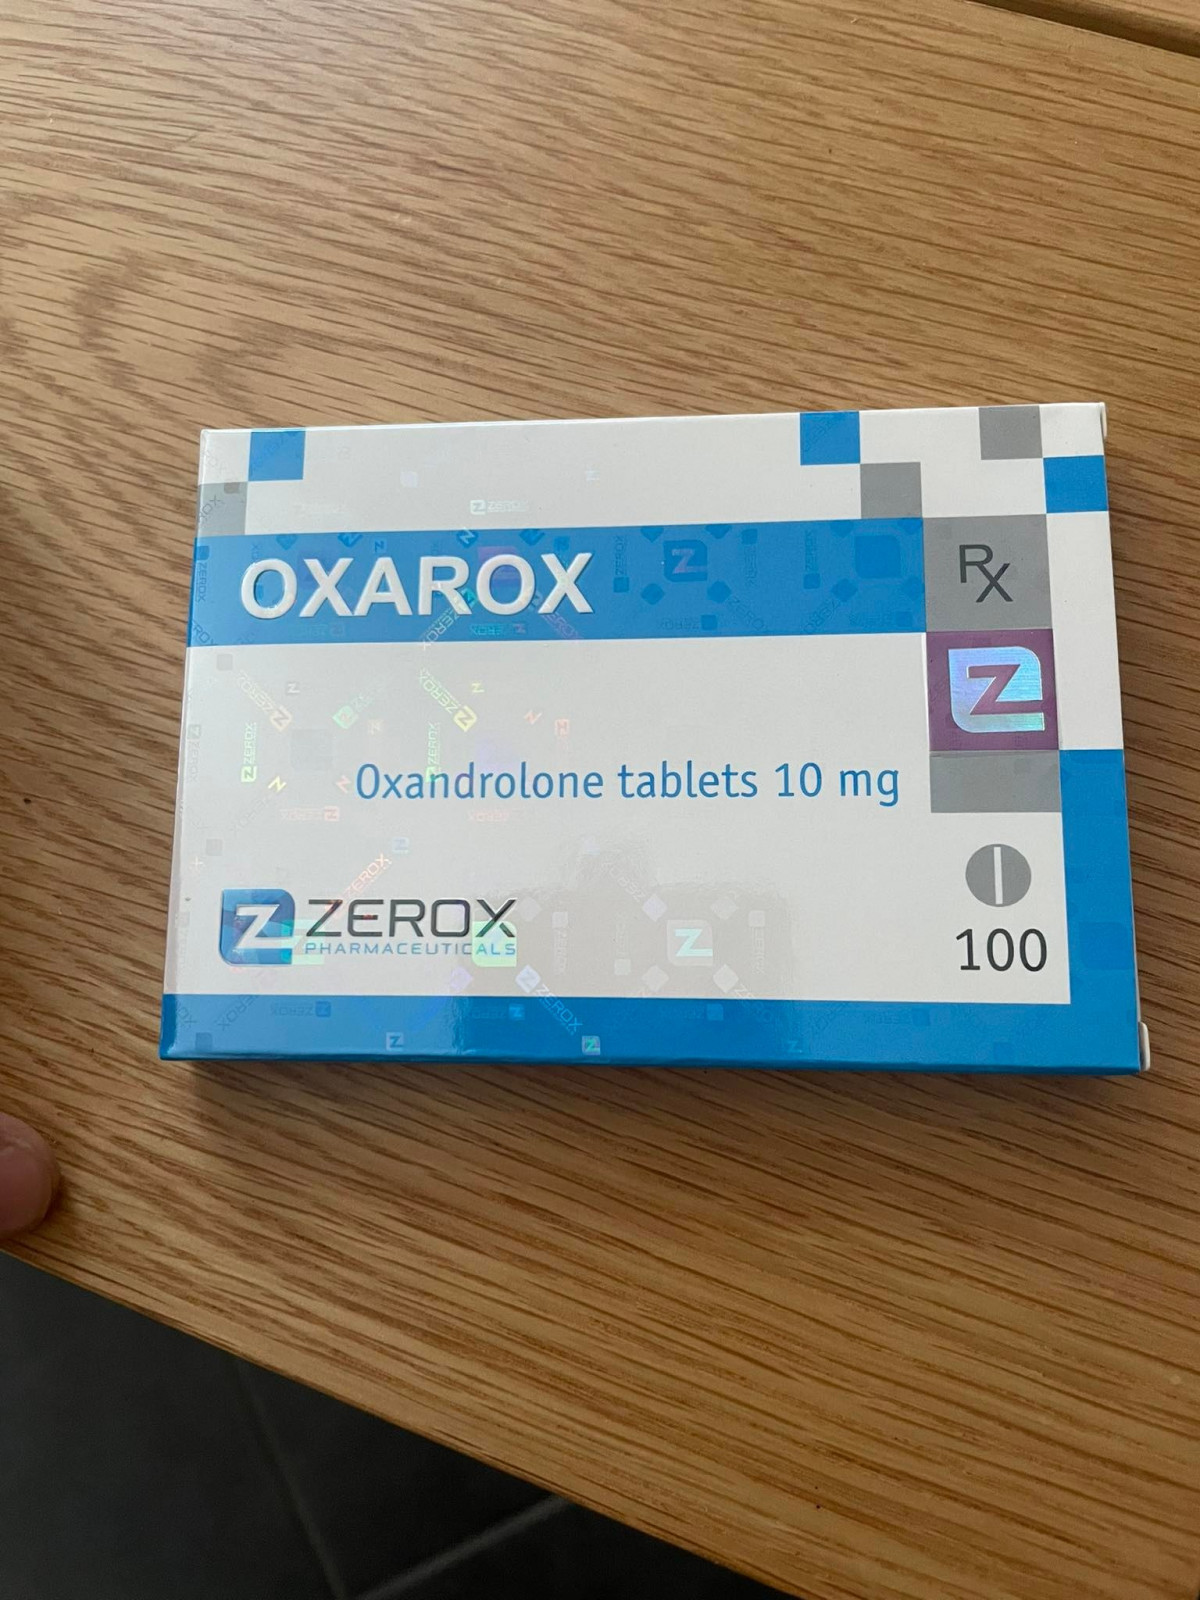 OXAROX
Rx
Z
Oxandrolone tablets 10 mg
Z ZEROX
PHARMACEUTICALS
100